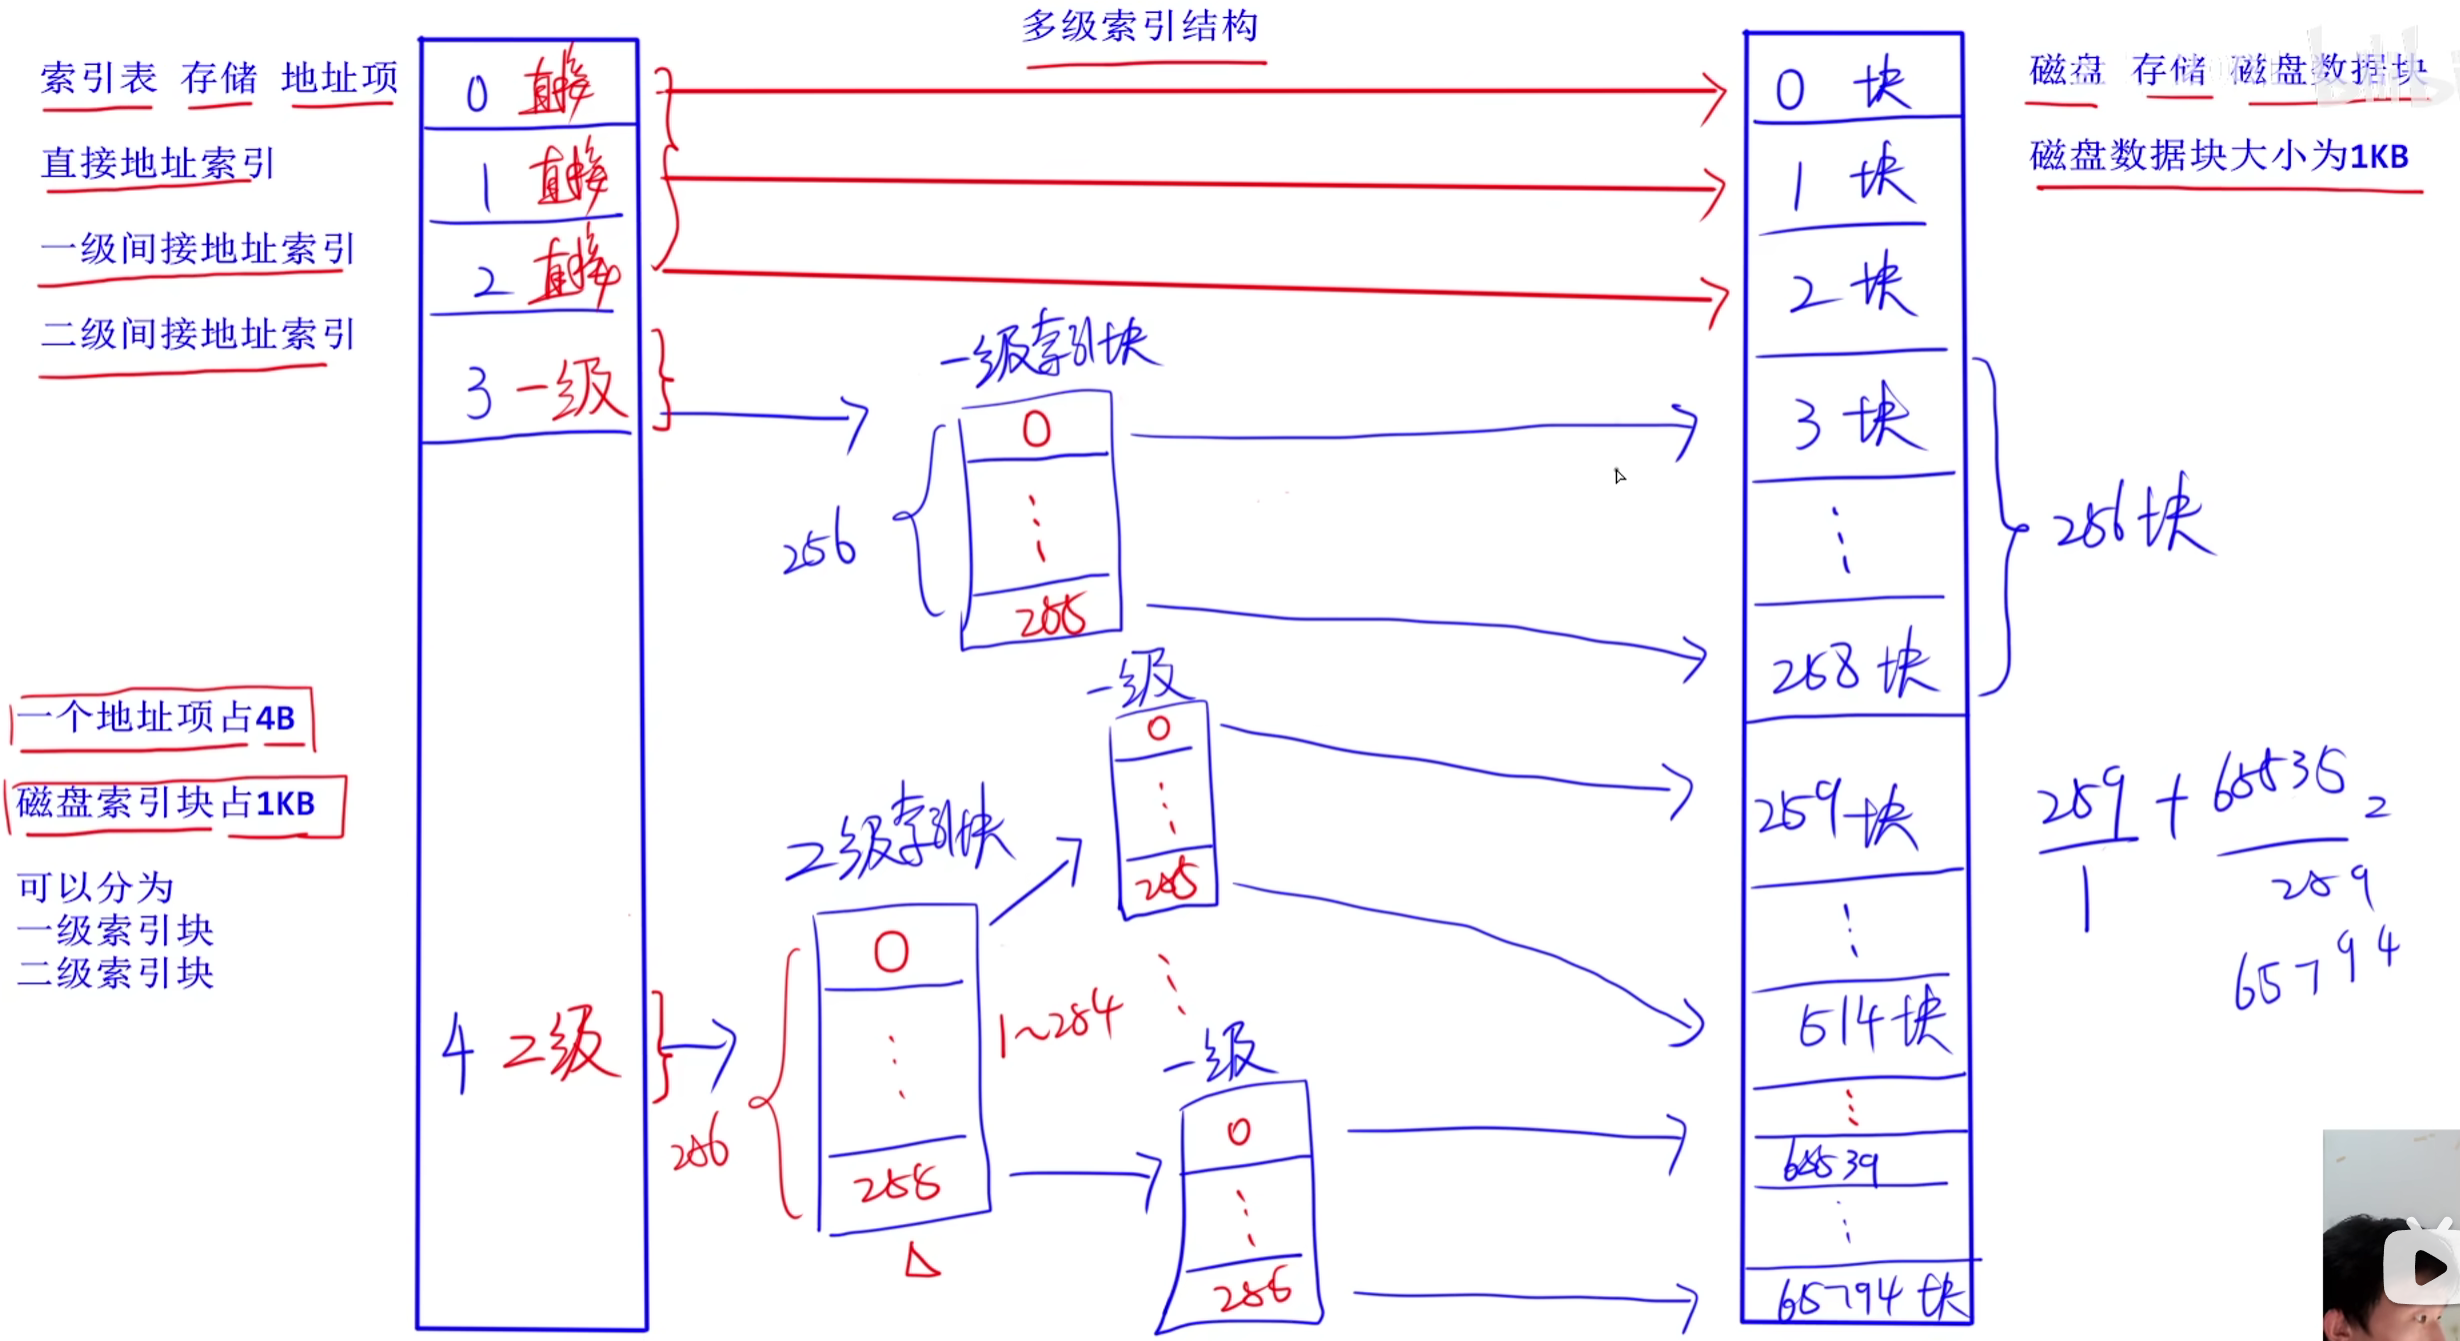 多级索引结构
索引表 存储 地址项
直接地址索引
一级间接地址索引
二级间接地址索引
一个地址项占4B
磁盘索引块占1KB
可以分为
一级索引块
二级索引块
0 直接
1 直接
2 直接
3 一级
4 二级
一级索引块
0
255
256
二级索引块
0
255
256
1~254
一级
0
255
一级
0
255
磁盘 存储 磁盘数据块
磁盘数据块大小为1KB
0 块
1 块
2 块
3 块
258 块
256块
259 块
514 块
65539
65794 块
259 + 65535
2
1
259
65794